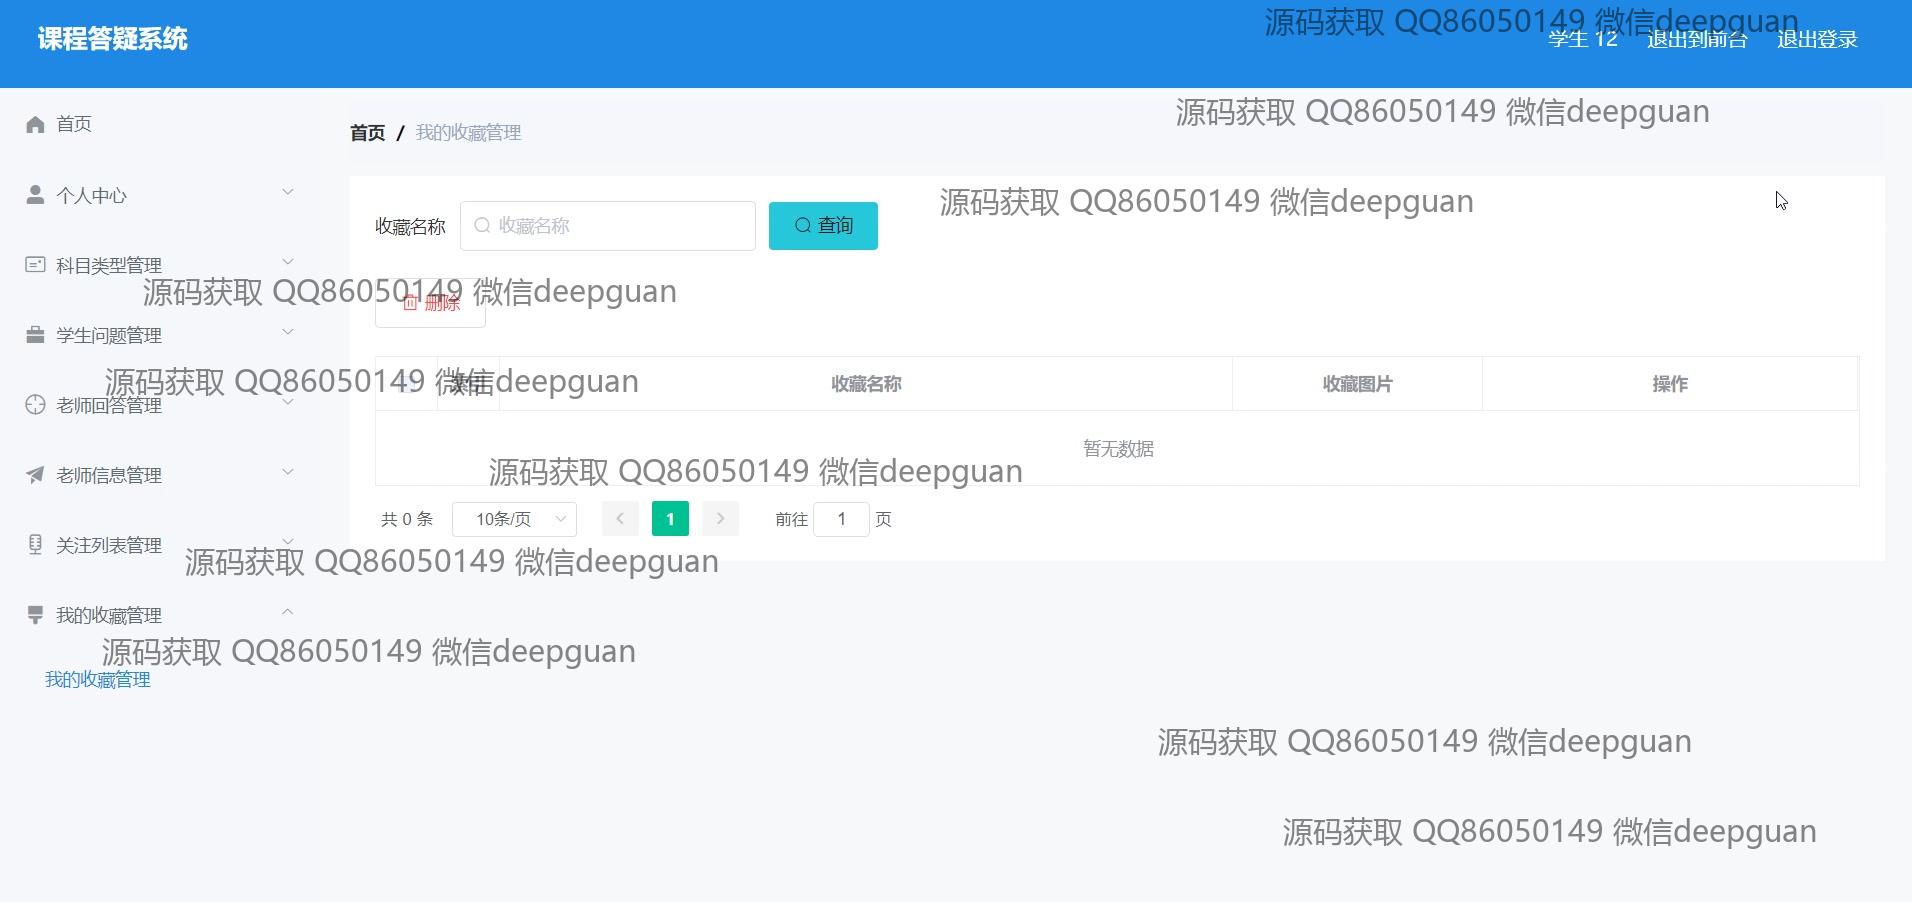 课程答疑系统
源码获取 QQ86050149 微信deepguan
学生 12 退出到前台 退出登录
首页
源码获取 QQ86050149 微信deepguan
首页 / 我的收藏管理
个人中心
源码获取 QQ86050149 微信deepguan
收藏名称 收藏名称 查询
科目类型管理
源码获取 QQ86050149 微信deepguan
删除
学生问题管理
源码获取 QQ86050149 微信deepguan
索引 收藏名称 收藏图片 操作
老师回答管理
暂无数据
源码获取 QQ86050149 微信deepguan
老师信息管理
共 0 条 10条/页 1 前往 1 页
关注列表管理
源码获取 QQ86050149 微信deepguan
我的收藏管理
源码获取 QQ86050149 微信deepguan
我的收藏管理
源码获取 QQ86050149 微信deepguan
源码获取 QQ86050149 微信deepguan